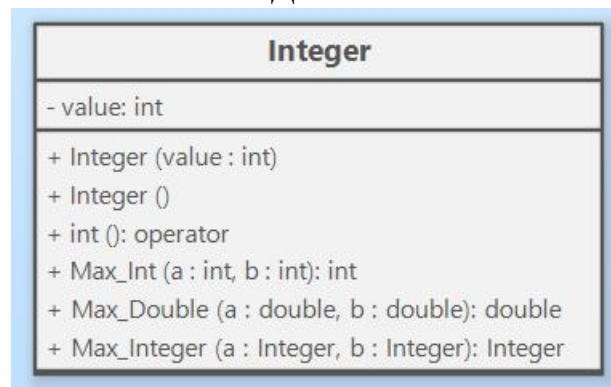 Integer
- value: int
+ Integer (value : int)
+ Integer ()
+ int (): operator
+ Max_Int (a : int, b : int): int
+ Max_Double (a : double, b : double): double
+ Max_Integer (a : Integer, b : Integer): Integer